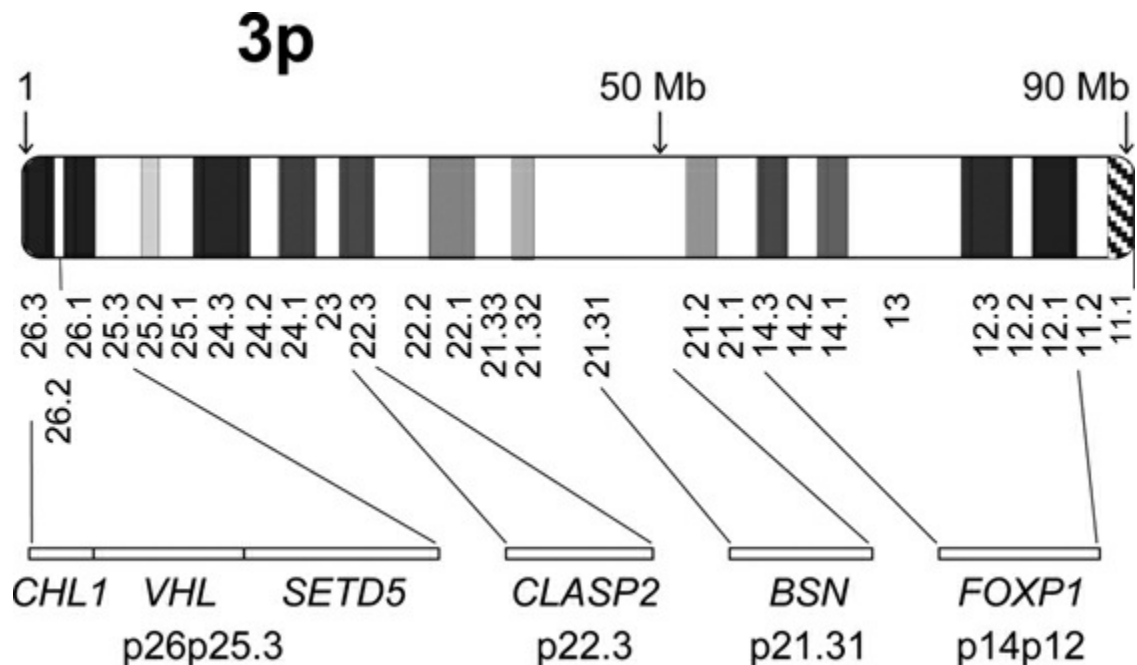 3p
1 50 Mb 90 Mb
26.3 26.1 25.3 25.2 25.1 24.3 24.2 24.1 23 22.3 22.2 22.1 21.33 21.32 21.31 21.2 21.1 14.3 14.2 14.1 13 12.3 12.2 12.1 11.2 11.1
26.2
CHL1 VHL SETD5 CLASP2 BSN FOXP1
p26p25.3 p22.3 p21.31 p14p12